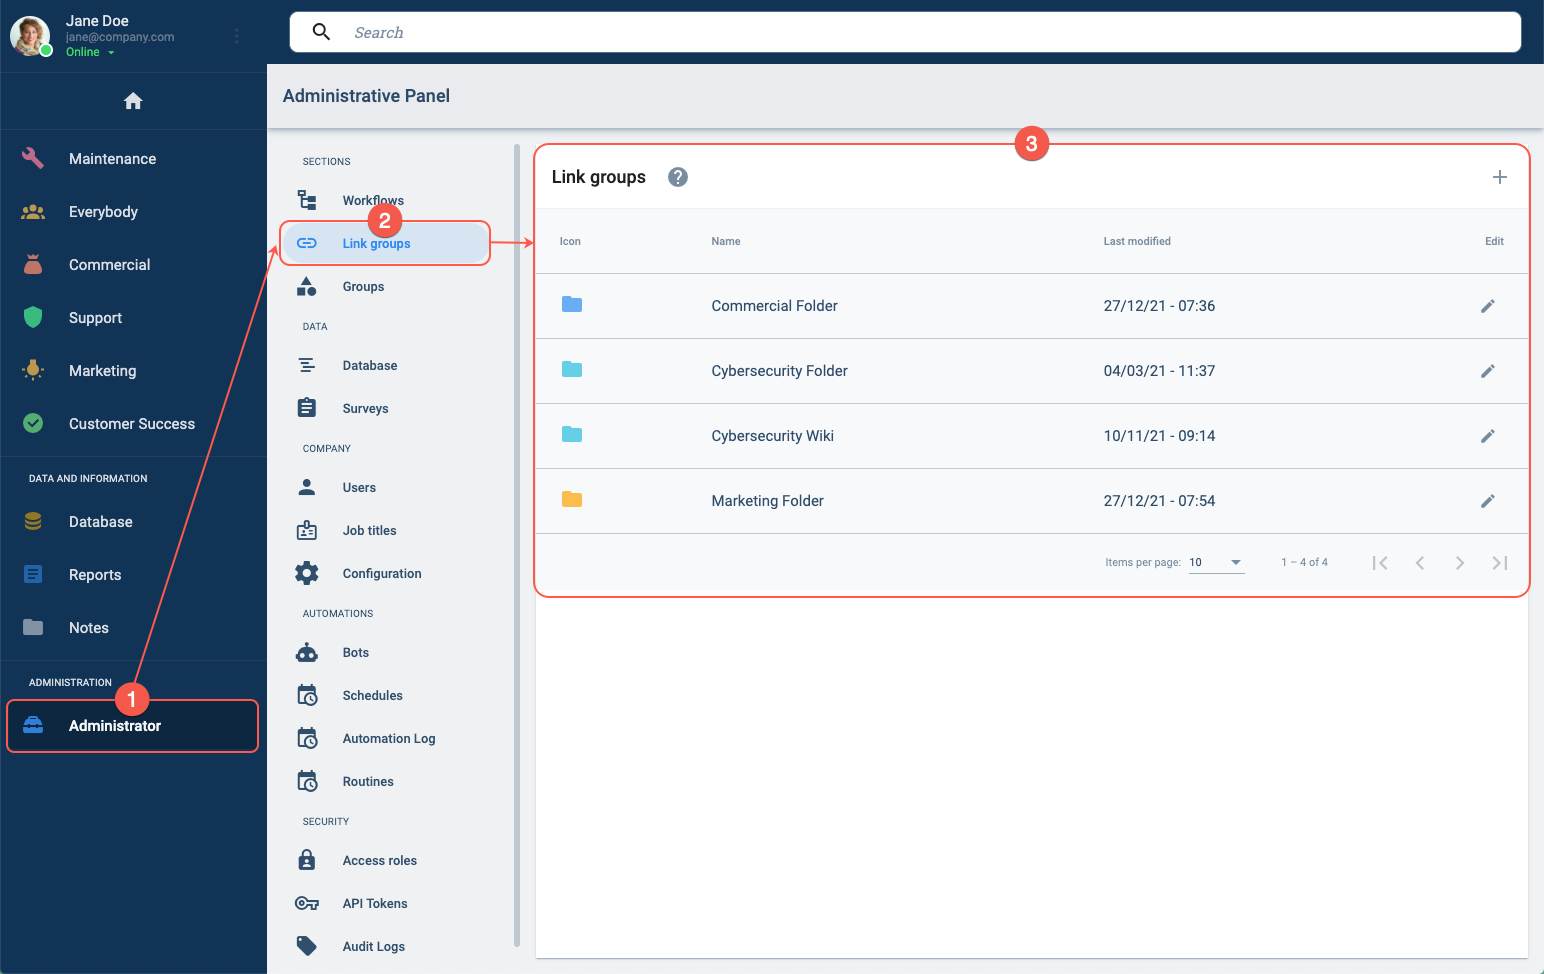 Jane Doe
jane@company.com
Online
Search
Maintenance
Everybody
Commercial
Support
Marketing
Customer Success
DATA AND INFORMATION
Database
Reports
Notes
ADMINISTRATION
1
Administrator
Administrative Panel
SECTIONS
Workflows
2
Link groups
Groups
DATA
Database
Surveys
COMPANY
Users
Job titles
Configuration
AUTOMATIONS
Bots
Schedules
Automation Log
Routines
SECURITY
Access roles
API Tokens
Audit Logs
3
Link groups ? +
Icon Name Last modified Edit
Commercial Folder 27/12/21 - 07:36
Cybersecurity Folder 04/03/21 - 11:37
Cybersecurity Wiki 10/11/21 - 09:14
Marketing Folder 27/12/21 - 07:54
Items per page: 10 1 – 4 of 4